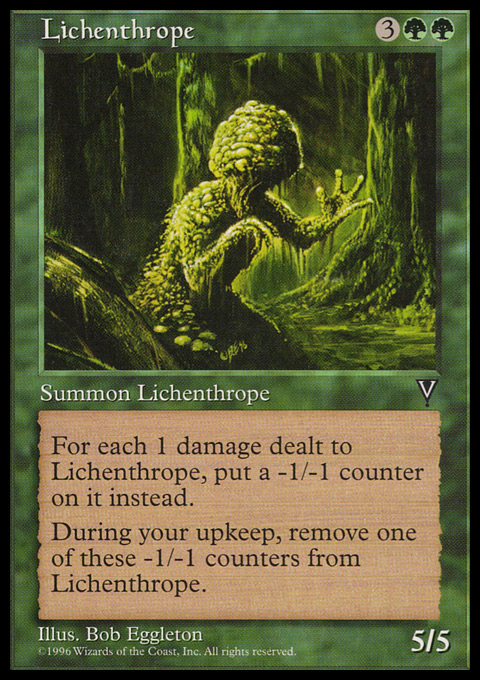 Lichenthrope 3
Summon Lichenthrope V
For each 1 damage dealt to
Lichenthrope, put a -1/-1 counter
on it instead.
During your upkeep, remove one
of these -1/-1 counters from
Lichenthrope.
Illus. Bob Eggleton
5/5
©1996 Wizards of the Coast, Inc. All rights reserved.